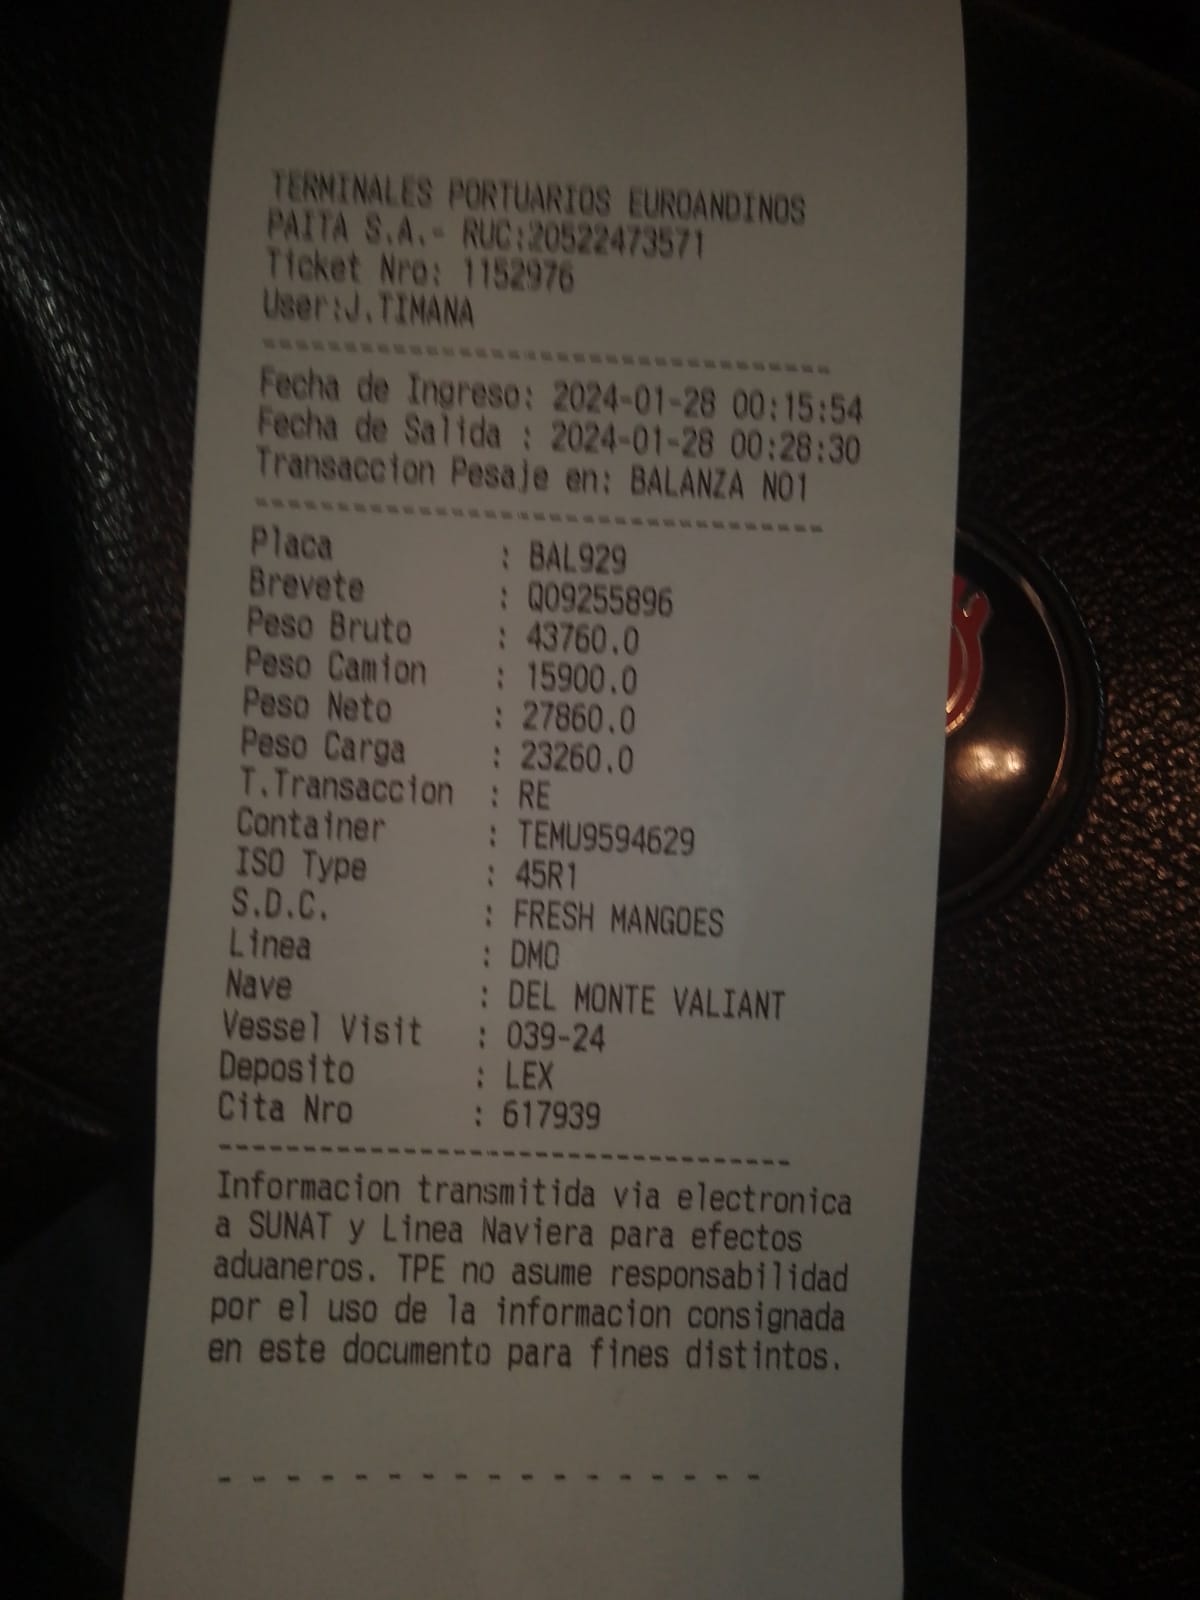 TERMINALES PORTUARIOS EUROANDINOS
PAITA S.A.- RUC:20522473571
Ticket Nro: 1152976
User:J.TIMANA
-----------------------------------
Fecha de Ingreso: 2024-01-28 00:15:54
Fecha de Salida : 2024-01-28 00:28:30
Transaccion Pesaje en: BALANZA NO1
-----------------------------------
Placa : BAL929
Brevete : Q09255896
Peso Bruto : 43760.0
Peso Camion : 15900.0
Peso Neto : 27860.0
Peso Carga : 23260.0
T.Transaccion : RE
Container : TEMU9594629
ISO Type : 45R1
S.D.C. : FRESH MANGOES
Linea : DMO
Nave : DEL MONTE VALIANT
Vessel Visit : 039-24
Deposito : LEX
Cita Nro : 617939
-----------------------------------
Informacion transmitida via electronica
a SUNAT y Linea Naviera para efectos
aduaneros. TPE no asume responsabilidad
por el uso de la informacion consignada
en este documento para fines distintos.
- - - - - - - - - - - - - - - - -